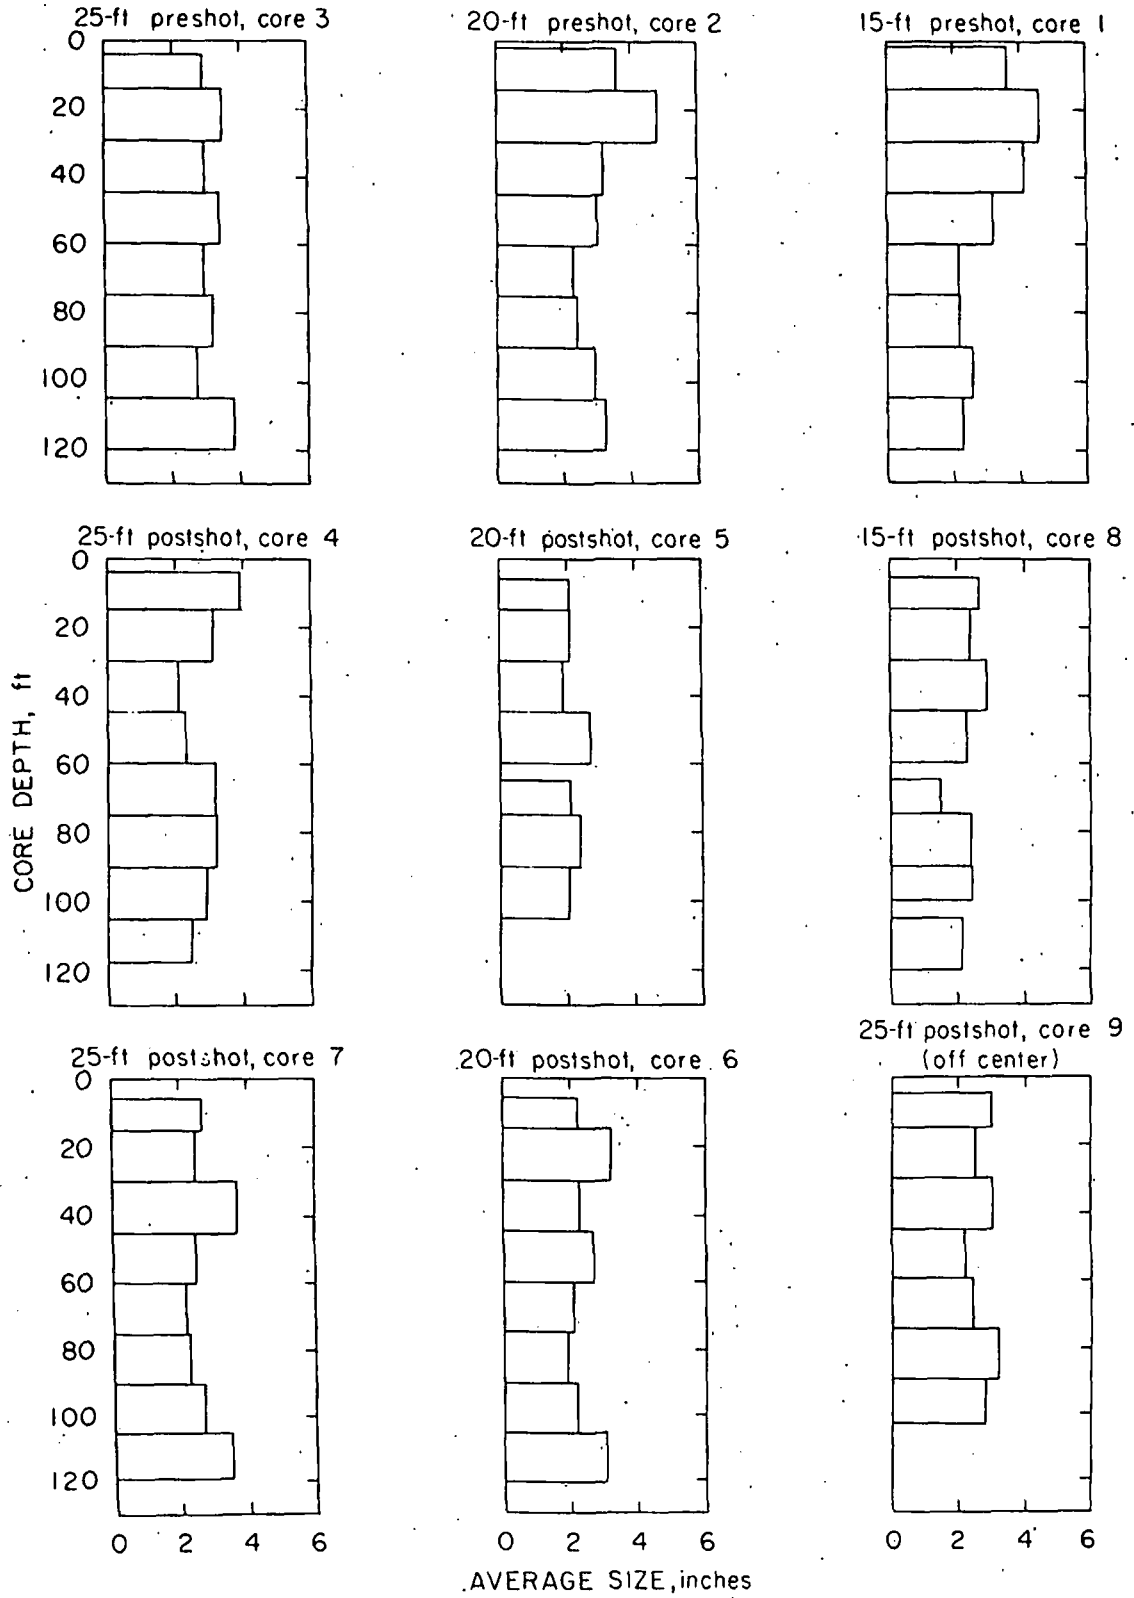 25-ft preshot, core 3
20-ft preshot, core 2
15-ft preshot, core 1
0
20
40
60
80
100
120
25-ft postshot, core 4
20-ft postshot, core 5
15-ft postshot, core 8
0
20
40
60
80
100
120
CORE DEPTH, ft
25-ft postshot, core 7
20-ft postshot, core 6
25-ft postshot, core 9
(off center)
0
20
40
60
80
100
120
0 2 4 6
0 2 4 6
0 2 4 6
AVERAGE SIZE, inches